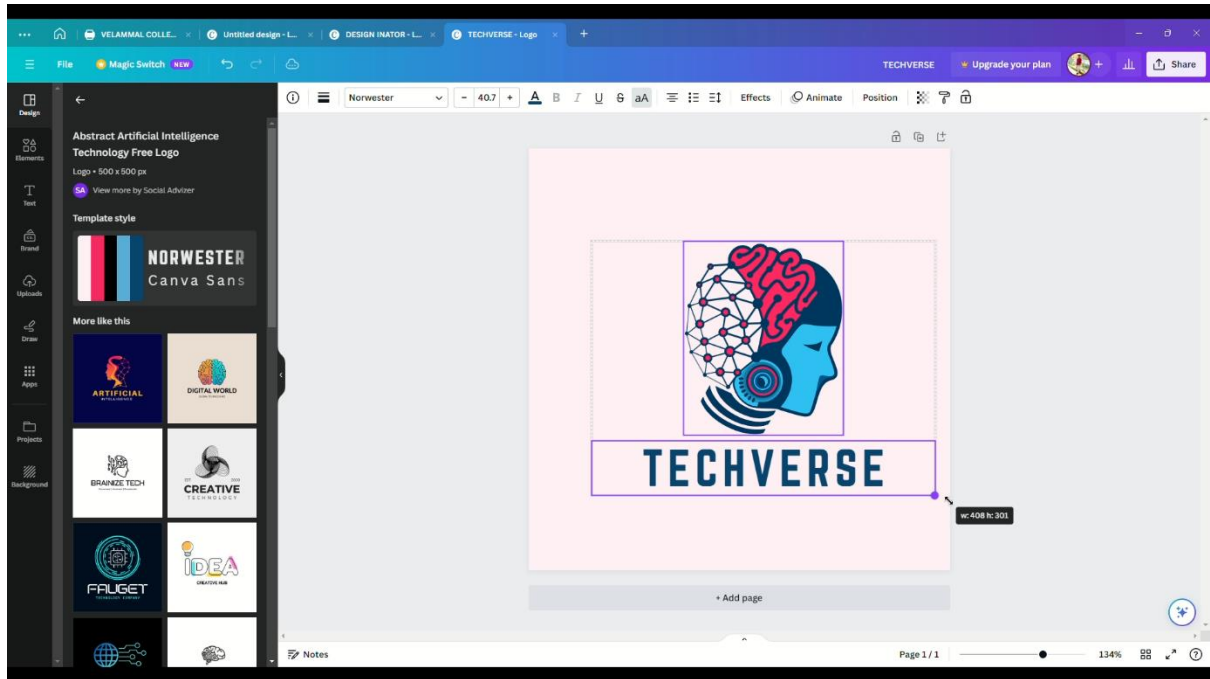 VELAMMAL COLLE...
Untitled design - L...
DESIGN INATOR - L...
TECHVERSE - Logo
File
Magic Switch NEW
TECHVERSE
Upgrade your plan
Share
Design
Elements
Text
Brand
Uploads
Draw
Apps
Projects
Background
Abstract Artificial Intelligence
Technology Free Logo
Logo • 500 x 500 px
SA View more by Social Advizer
Template style
NORWESTER
Canva Sans
More like this
ARTIFICIAL
DIGITAL WORLD
BRAINIZE TECH
CREATIVE
TECHNOLOGY
FAUGET
TECHNOLOGY COMPANY
iDEA
CREATIVE HUB
Norwester
- 40.7 +
A B I U S aA
Effects
Animate
Position
TECHVERSE
w: 408 h: 301
+ Add page
Notes
Page 1 / 1
134%